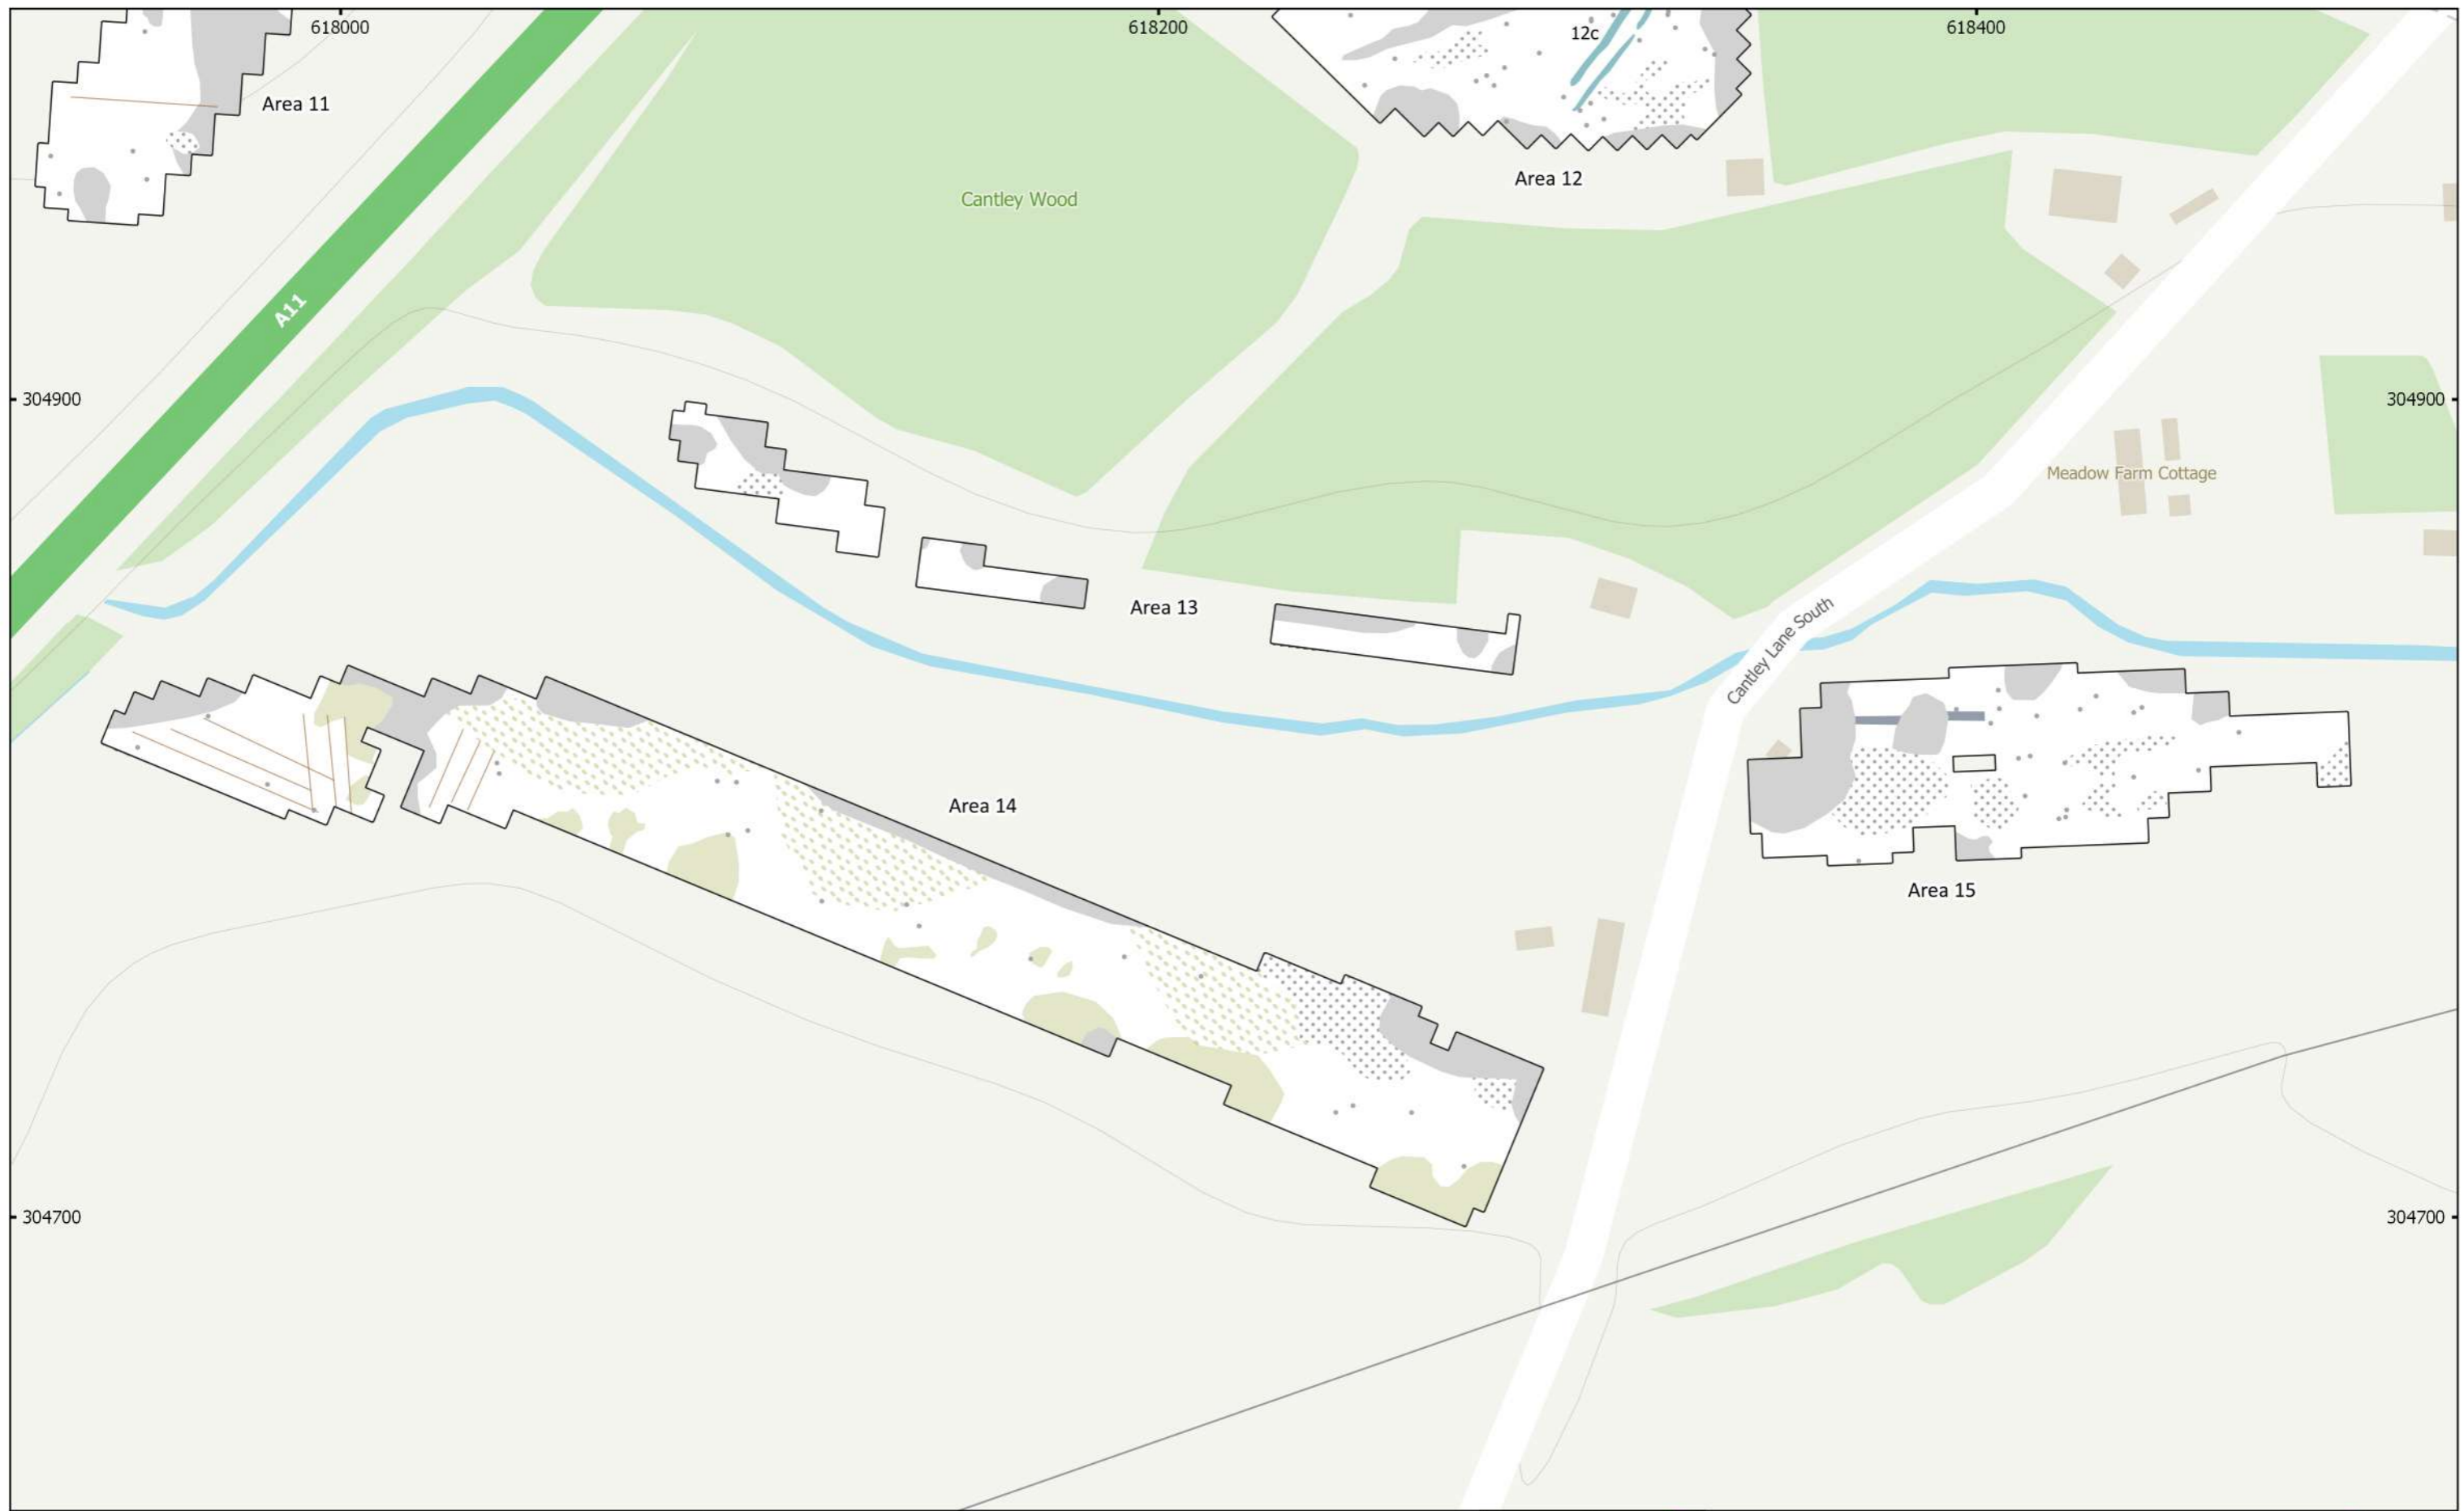 618000
618200
618400
12c
Area 11
Area 12
Cantley Wood
A11
304900
304900
Meadow Farm Cottage
Area 13
Cantley Lane South
Area 14
Area 15
304700
304700